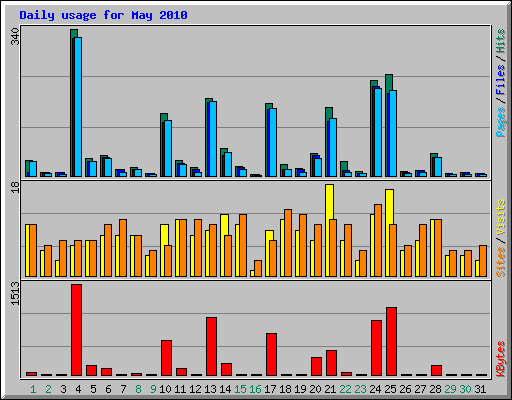 Daily usage for May 2010
340
Pages / Files / Hits
18
Sites / Visits
1513
KBytes
1 2 3 4 5 6 7 8 9 10 11 12 13 14 15 16 17 18 19 20 21 22 23 24 25 26 27 28 29 30 31